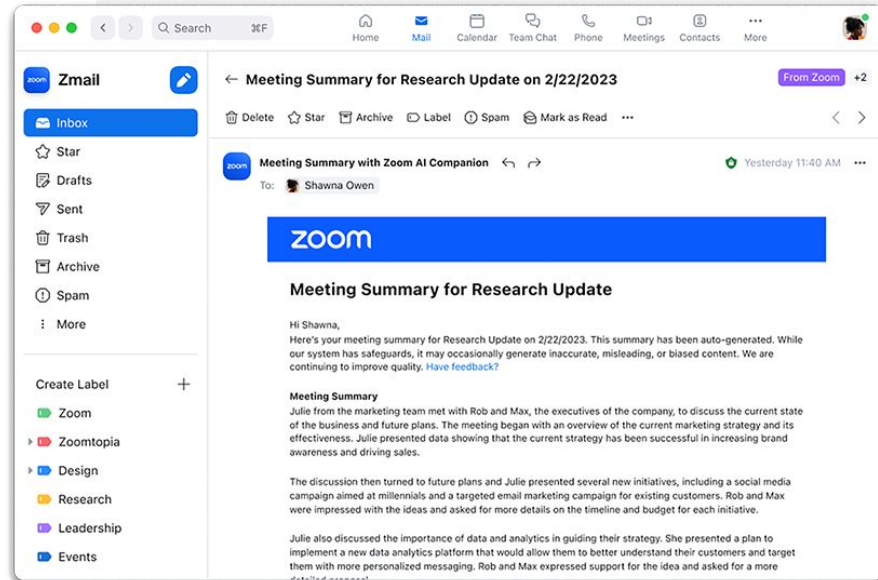 Search ⌘F
Home
Mail
Calendar
Team Chat
Phone
Meetings
Contacts
More
zoom
Zmail
Inbox
Star
Drafts
Sent
Trash
Archive
Spam
More
Create Label
Zoom
Zoomtopia
Design
Research
Leadership
Events
Meeting Summary for Research Update on 2/22/2023
From Zoom +2
Delete Star Archive Label Spam Mark as Read
zoom
Meeting Summary with Zoom AI Companion
Yesterday 11:40 AM
To: Shawna Owen
zoom
Meeting Summary for Research Update
Hi Shawna,
Here's your meeting summary for Research Update on 2/22/2023. This summary has been auto-generated. While
our system has safeguards, it may occasionally generate inaccurate, misleading, or biased content. We are
continuing to improve quality. Have feedback?
Meeting Summary
Julie from the marketing team met with Rob and Max, the executives of the company, to discuss the current state
of the business and future plans. The meeting began with an overview of the current marketing strategy and its
effectiveness. Julie presented data showing that the current strategy has been successful in increasing brand
awareness and driving sales.
The discussion then turned to future plans and Julie presented several new initiatives, including a social media
campaign aimed at millennials and a targeted email marketing campaign for existing customers. Rob and Max
were impressed with the ideas and asked for more details on the timeline and budget for each initiative.
Julie also discussed the importance of data and analytics in guiding their strategy. She presented a plan to
implement a new data analytics platform that would allow them to better understand their customers and target
them with more personalized messaging. Rob and Max expressed support for the idea and asked for a more